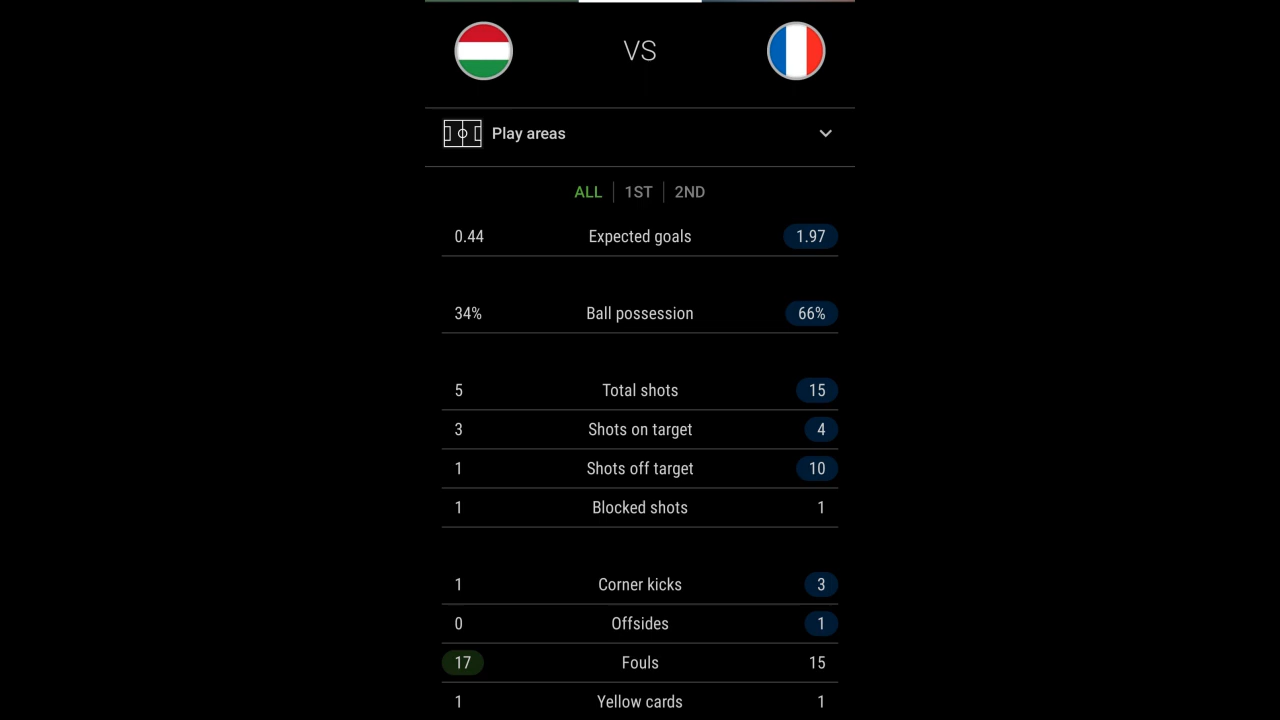 VS
Play areas
ALL 1ST 2ND
0.44 Expected goals 1.97
34% Ball possession 66%
5 Total shots 15
3 Shots on target 4
1 Shots off target 10
1 Blocked shots 1
1 Corner kicks 3
0 Offsides 1
17 Fouls 15
1 Yellow cards 1